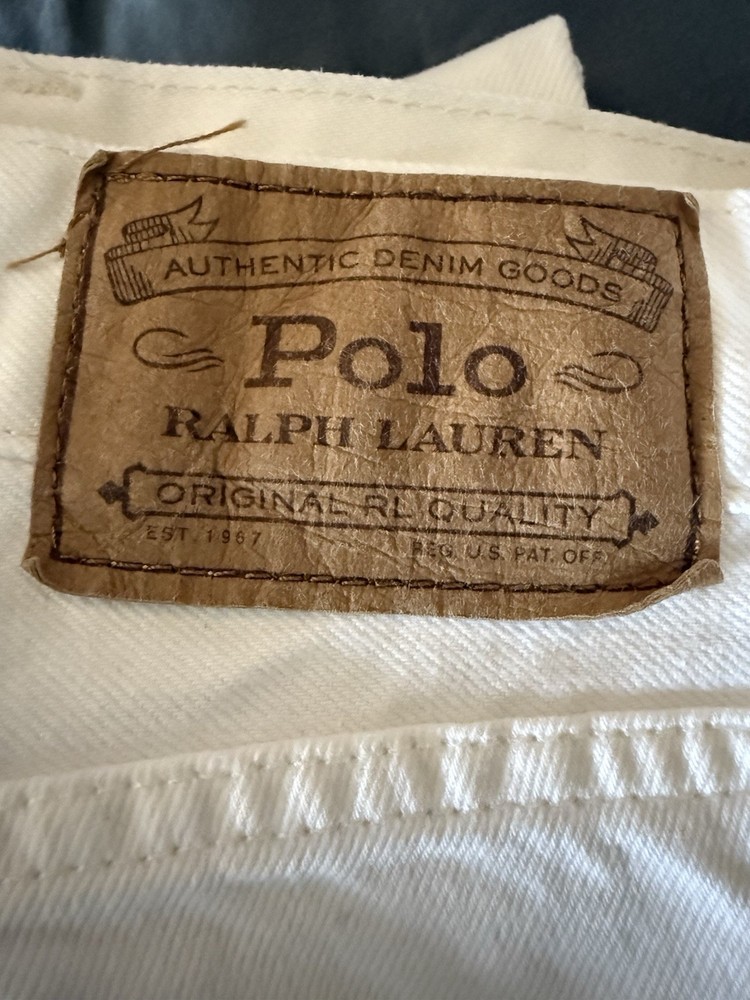 AUTHENTIC DENIM GOODS
Polo
RALPH LAUREN
ORIGINAL RL QUALITY
EST. 1967 REG. U.S. PAT. OFF.